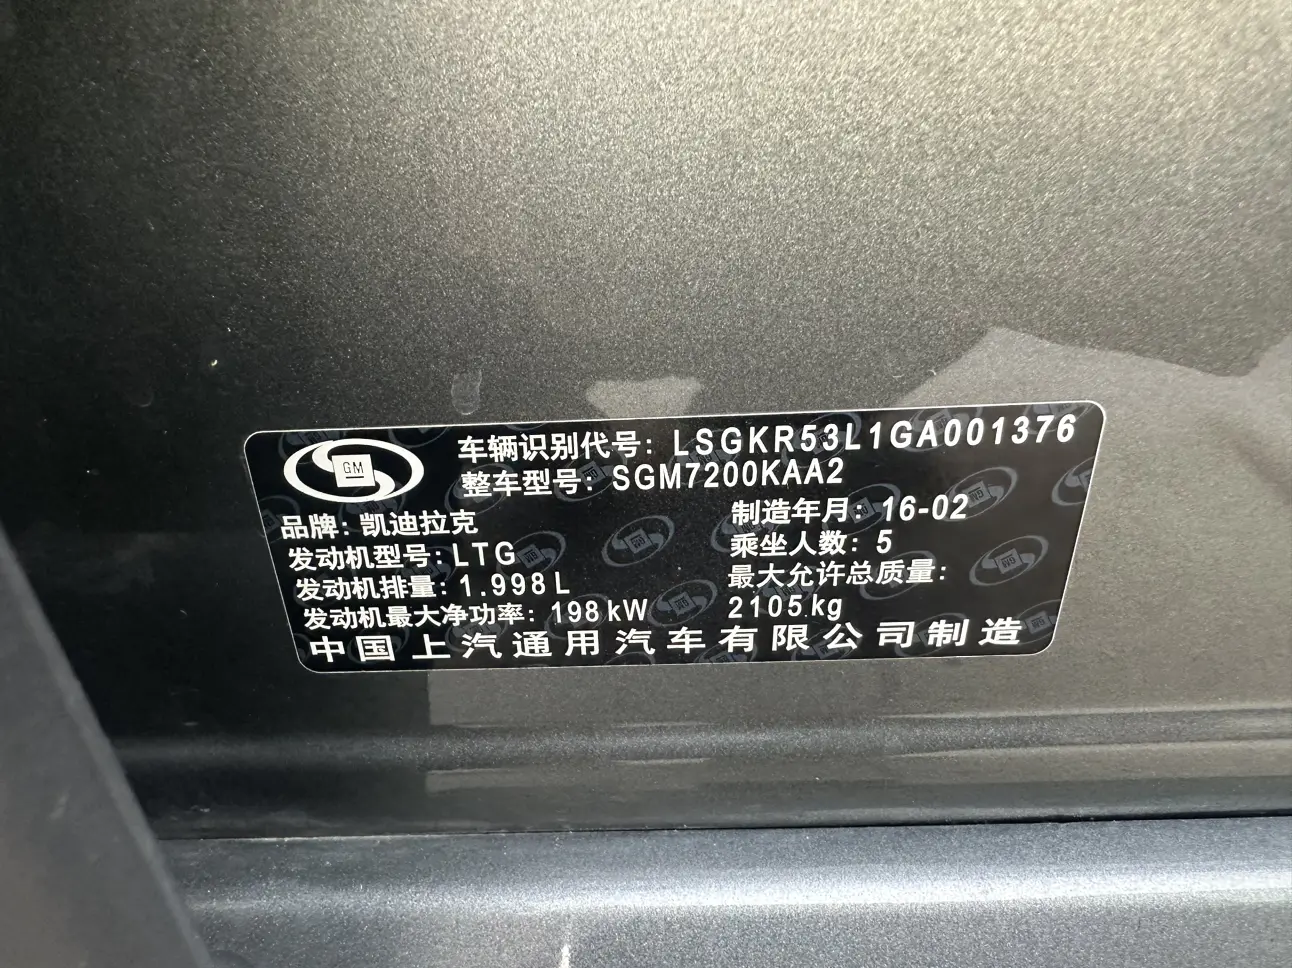 GM
车辆识别代号：LSGKR53L1GA001376
整车型号：SGM7200KAA2
品牌：凯迪拉克
制造年月：16-02
发动机型号：LTG
乘坐人数：5
发动机排量：1.998L
最大允许总质量：
发动机最大净功率：198kW
2105kg
中国上汽通用汽车有限公司制造